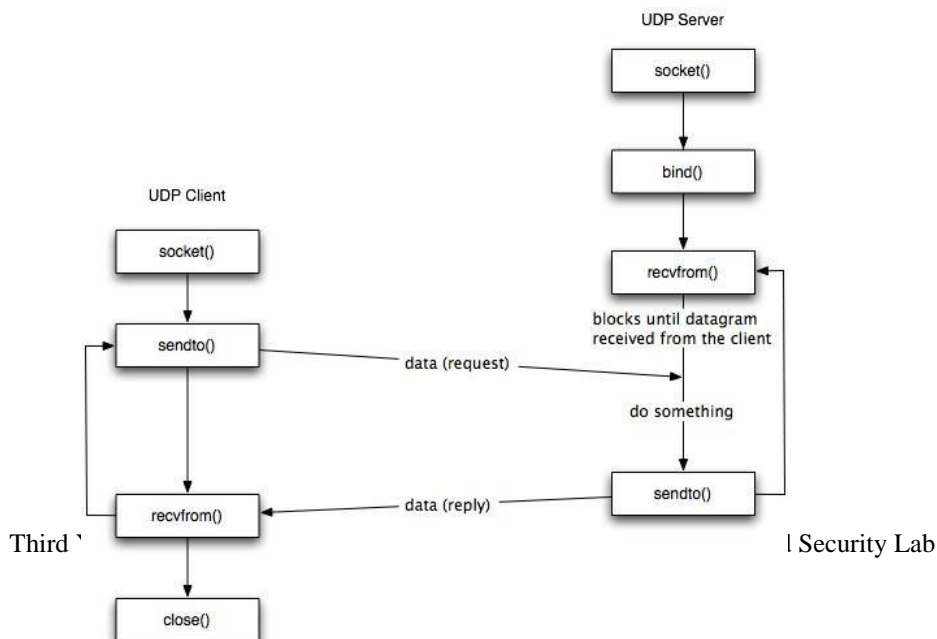 UDP Server
socket()
bind()
UDP Client
socket()
recvfrom()
blocks until datagram
received from the client
sendto()
data (request)
do something
sendto()
data (reply)
recvfrom()
Third
Security Lab
close()